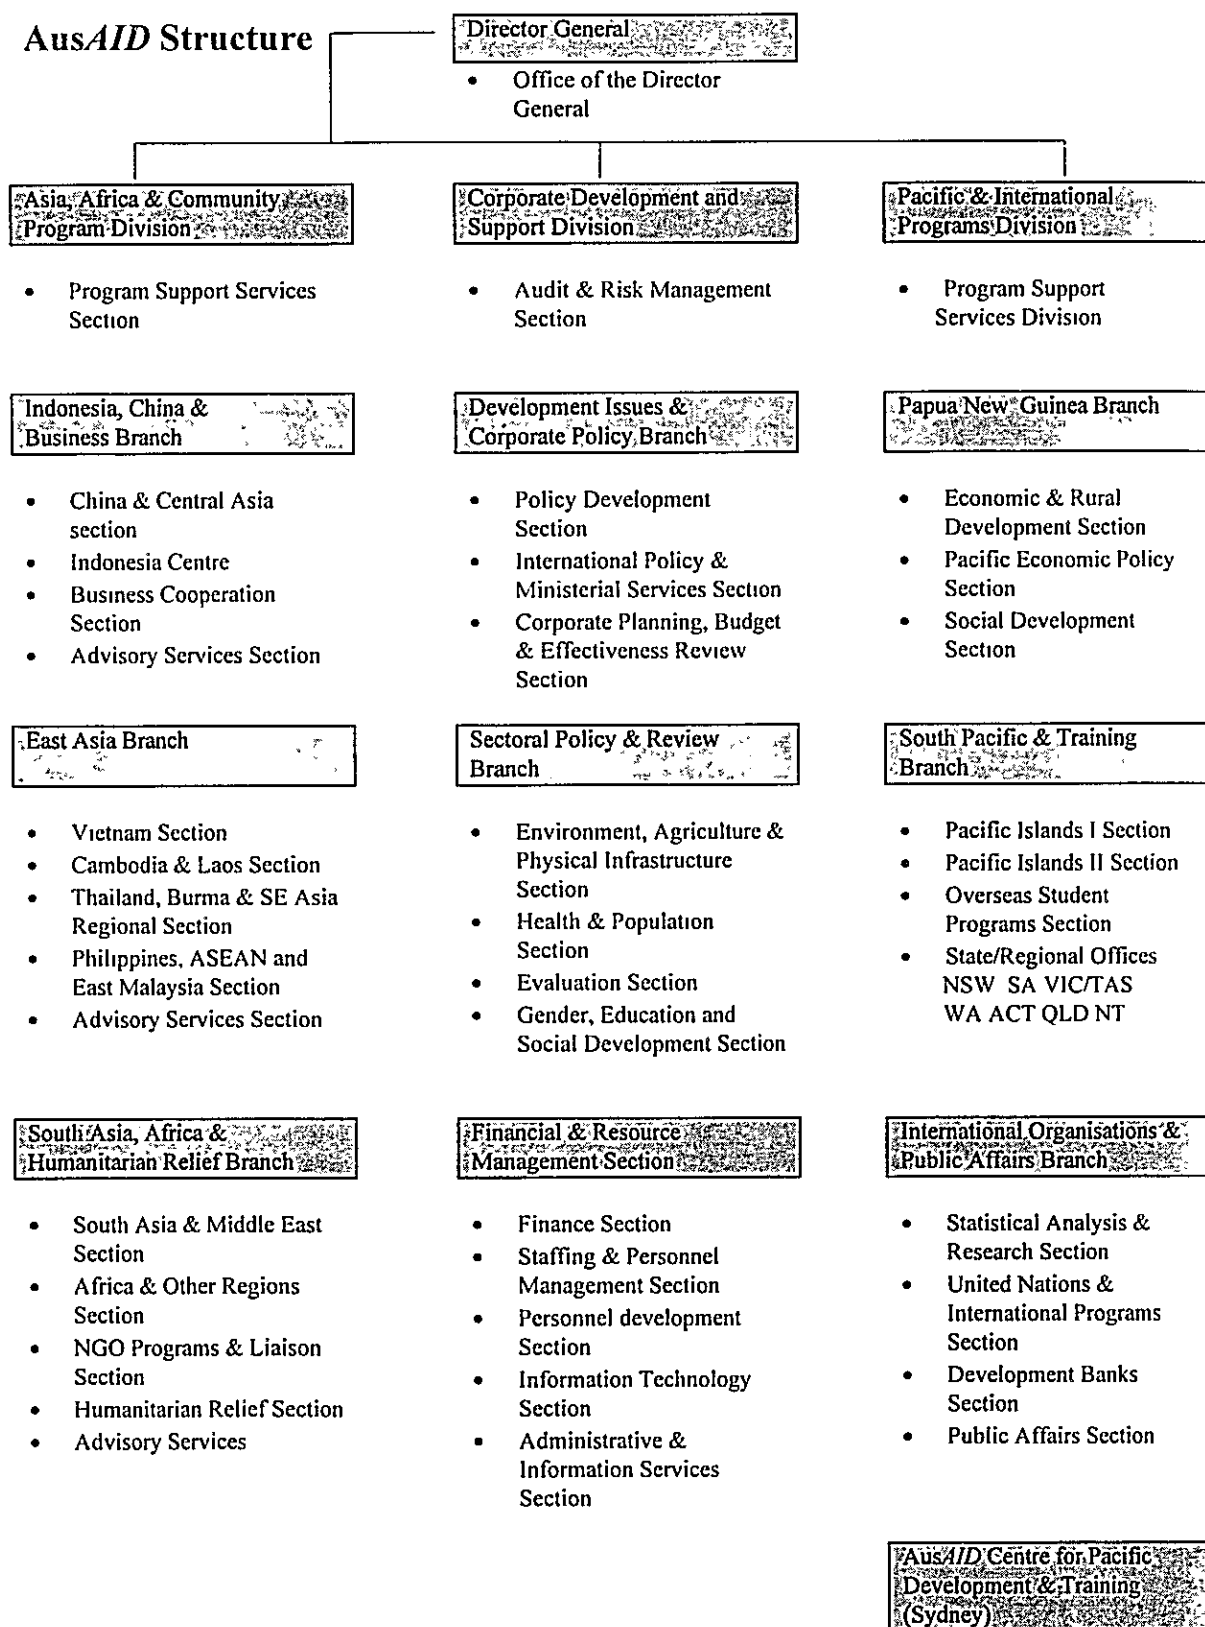 AusAID Structure
Director General
• Office of the Director
General
Asia, Africa & Community
Program Division
• Program Support Services
Section
Indonesia, China &
Business Branch
• China & Central Asia
section
• Indonesia Centre
• Business Cooperation
Section
• Advisory Services Section
East Asia Branch
• Vietnam Section
• Cambodia & Laos Section
• Thailand, Burma & SE Asia
Regional Section
• Philippines, ASEAN and
East Malaysia Section
• Advisory Services Section
South Asia, Africa &
Humanitarian Relief Branch
• South Asia & Middle East
Section
• Africa & Other Regions
Section
• NGO Programs & Liaison
Section
• Humanitarian Relief Section
• Advisory Services
Corporate Development and
Support Division
• Audit & Risk Management
Section
Development Issues &
Corporate Policy Branch
• Policy Development
Section
• International Policy &
Ministerial Services Section
• Corporate Planning, Budget
& Effectiveness Review
Section
Sectoral Policy & Review
Branch
• Environment, Agriculture &
Physical Infrastructure
Section
• Health & Population
Section
• Evaluation Section
• Gender, Education and
Social Development Section
Financial & Resource
Management Section
• Finance Section
• Staffing & Personnel
Management Section
• Personnel development
Section
• Information Technology
Section
• Administrative &
Information Services
Section
Pacific & International
Programs Division
• Program Support
Services Division
Papua New Guinea Branch
• Economic & Rural
Development Section
• Pacific Economic Policy
Section
• Social Development
Section
South Pacific & Training
Branch
• Pacific Islands I Section
• Pacific Islands II Section
• Overseas Student
Programs Section
• State/Regional Offices
NSW SA VIC/TAS
WA ACT QLD NT
International Organisations &
Public Affairs Branch
• Statistical Analysis &
Research Section
• United Nations &
International Programs
Section
• Development Banks
Section
• Public Affairs Section
AusAID Centre for Pacific
Development & Training
(Sydney)